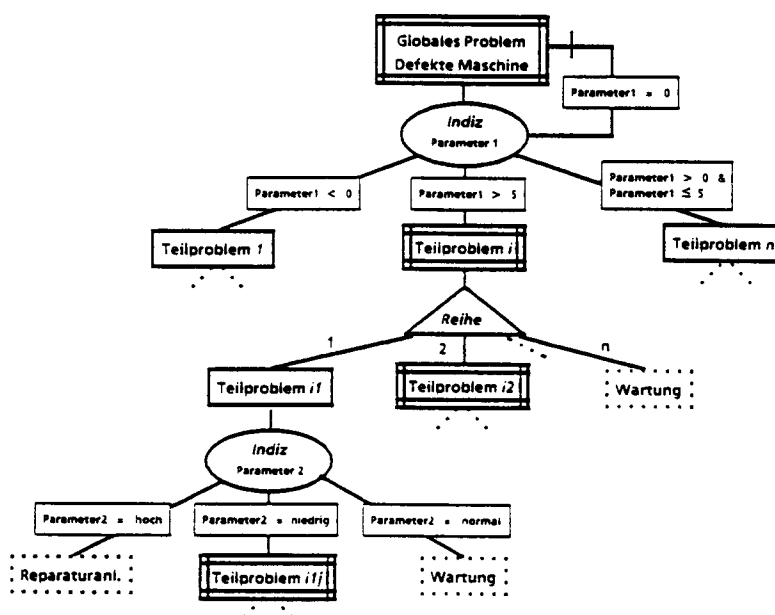 Globales Problem
Defekte Maschine
Parameter1 = 0
Indiz
Parameter 1
Parameter1 < 0
Parameter1 > 5
Parameter1 > 0 &
Parameter1 ≤ 5
Teilproblem 1
Teilproblem i
Teilproblem n
Reihe
1
2
n
Teilproblem i1
Teilproblem i2
Wartung
Indiz
Parameter 2
Parameter2 = hoch
Parameter2 = niedrig
Parameter2 = normal
Reparaturanl.
Teilproblem i1j
Wartung